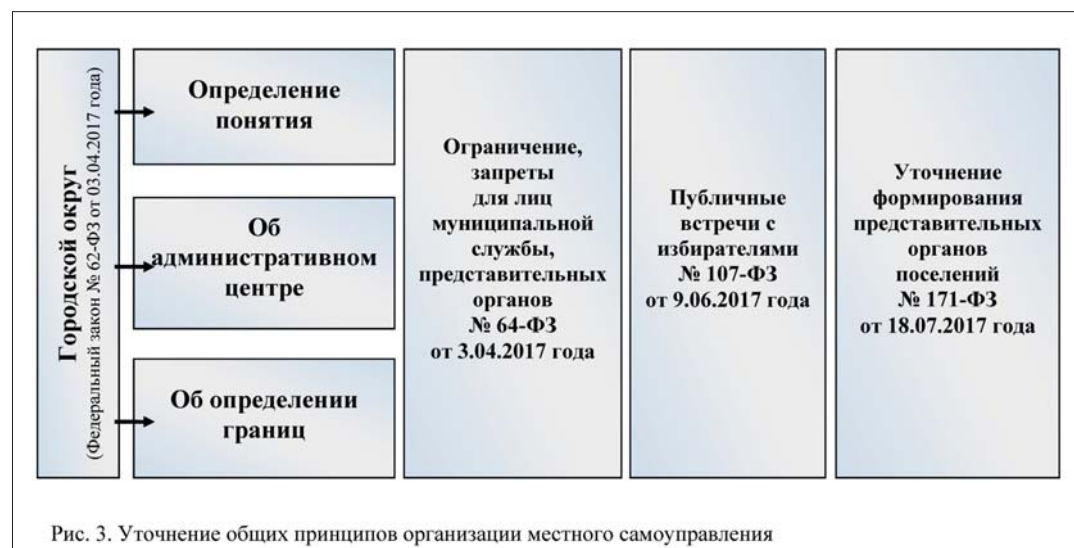 Городской округ
(Федеральный закон № 62-ФЗ от 03.04.2017 года)
Определение
понятия
Об
административном
центре
Об определении
границ
Ограничение,
запреты
для лиц
муниципальной
службы,
представительных
органов
№ 64-ФЗ
от 3.04.2017 года
Публичные
встречи с
избирателями
№ 107-ФЗ
от 9.06.2017 года
Уточнение
формирования
представительных
органов
поселений
№ 171-ФЗ
от 18.07.2017 года
Рис. 3. Уточнение общих принципов организации местного самоуправления